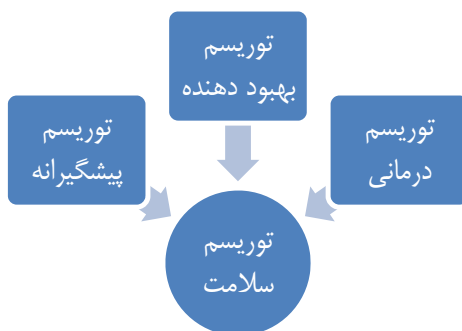 توریسم
بهبود دهنده
توریسم
درمانی
توریسم
پیشگیرانه
توریسم
سلامت